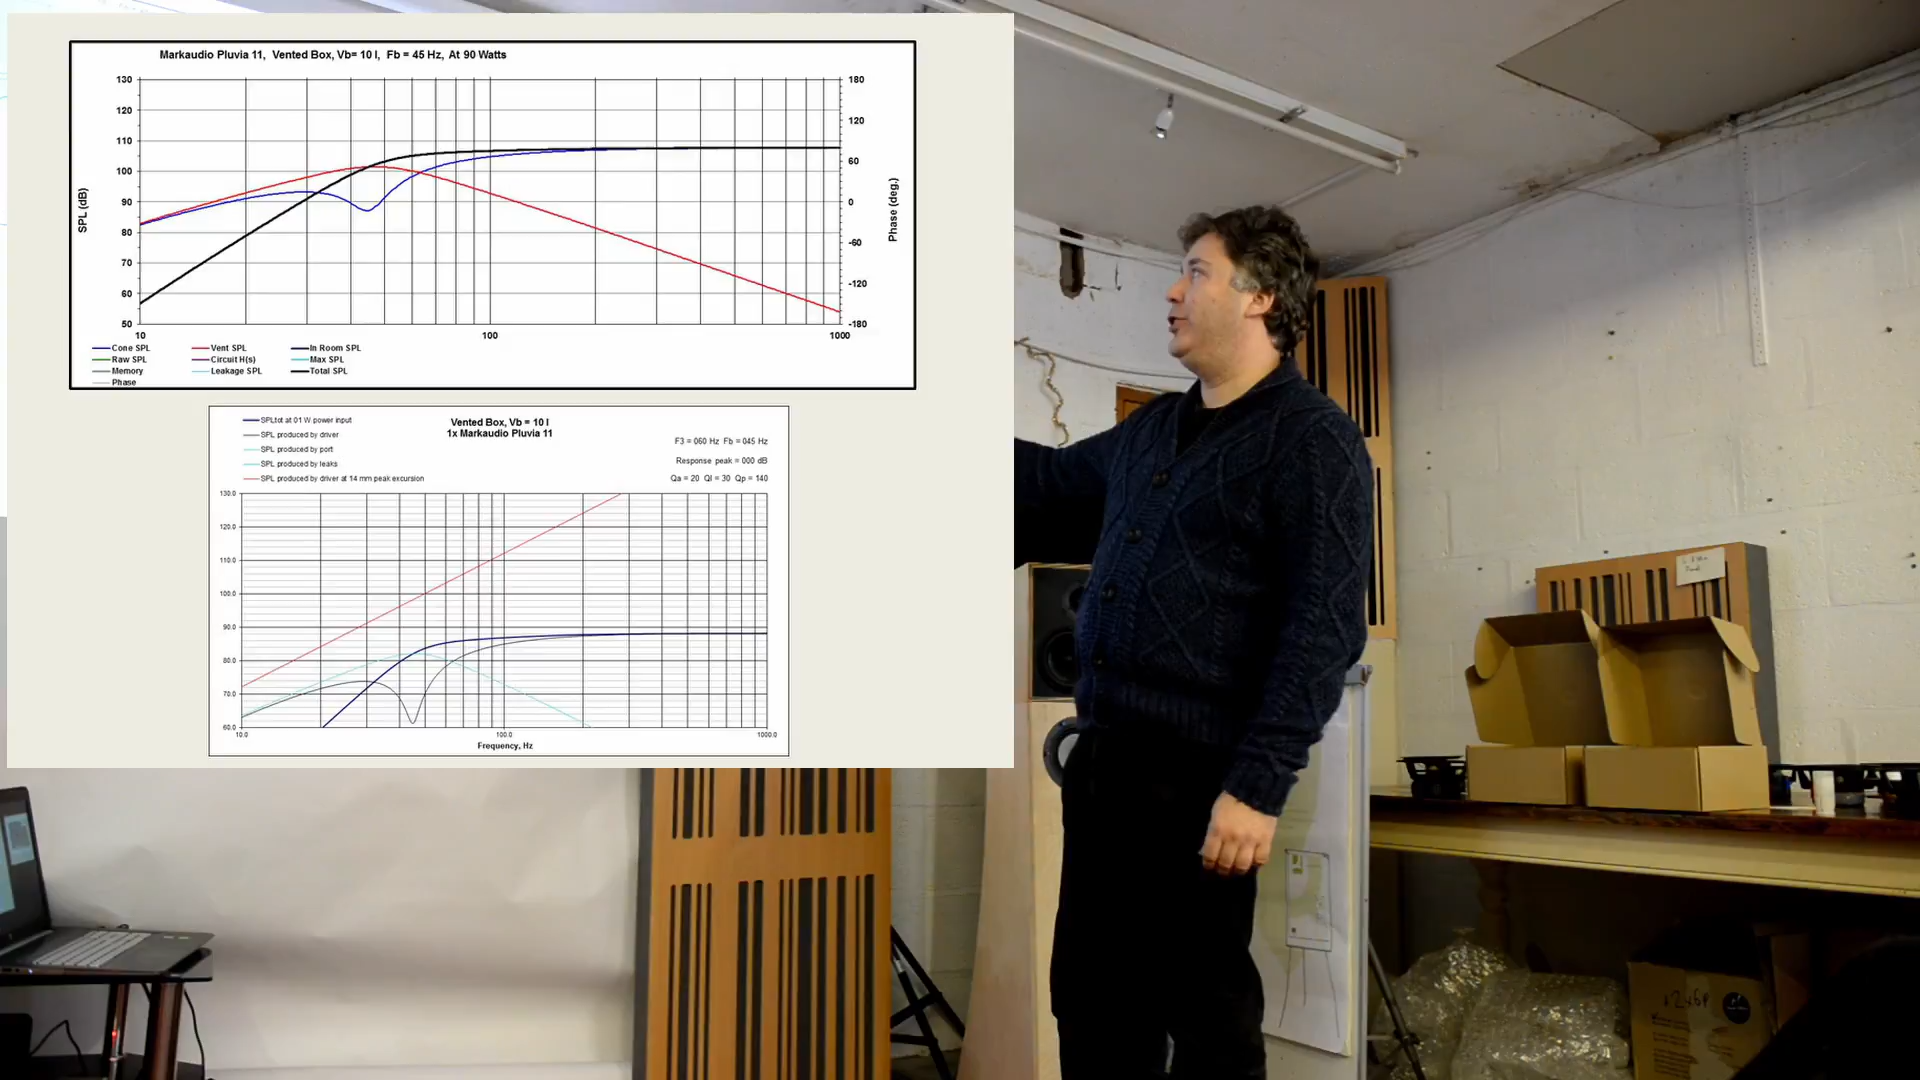 Markaudio Pluvia 11, Vented Box, Vb= 10 l, Fb = 45 Hz, At 90 Watts
130
120
110
100
90
80
70
60
50
SPL (dB)
180
120
60
0
-60
-120
-180
Phase (deg.)
10 100 1000
Cone SPL Vent SPL In Room SPL
Raw SPL Circuit H(s) Max SPL
Memory Leakage SPL Total SPL
Phase
SPLtot at 01 W power input
SPL produced by driver
SPL produced by port
SPL produced by leaks
SPL produced by driver at 14 mm peak excursion
Vented Box, Vb = 10 l
1x Markaudio Pluvia 11
F3 = 060 Hz Fb = 045 Hz
Response peak = 000 dB
Qa = 20 Ql = 30 Qp = 140
130.0
120.0
110.0
100.0
90.0
80.0
70.0
60.0
10.0 100.0 1000.0
Frequency, Hz